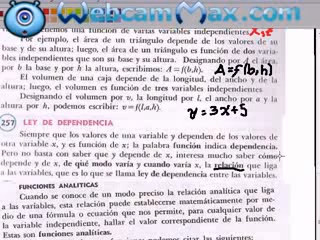 WebcamMax.com
nemos una función de varias variables independientes.
Por ejemplo, el área de un triángulo depende de los valores de su
base y de su altura; luego, el área de un triángulo es función de dos varia-
bles independientes que son su base y su altura. Designando por A el área,
por b la base y por h la altura, escribimos: A = f(b,h).
A=f(b,h)
El volumen de una caja depende de la longitud, del ancho y de la
altura; luego, el volumen es función de tres variables independientes.
Designando el volumen por v, la longitud por l, el ancho por a y la
altura por h, podemos escribir: v = f(l,a,h).
y=3x+5
257 LEY DE DEPENDENCIA
Siempre que los valores de una variable y dependen de los valores
de otra variable x, y es función de x; la palabra función indica dependencia.
Pero no basta con saber que y depende de x, interesa mucho saber cómo
depende y de x, de qué modo varía y cuando varía x, la relación que liga
a las variables, que es lo que se llama ley de dependencia entre las variables.
FUNCIONES ANALITICAS
Cuando se conoce de un modo preciso la relación analítica que liga
a las variables, esta relación puede establecerse matemáticamente por me-
dio de una fórmula o ecuación que nos permite, para cualquier valor de
la variable independiente, hallar el valor correspondiente de la función.
Estas son funciones analíticas.